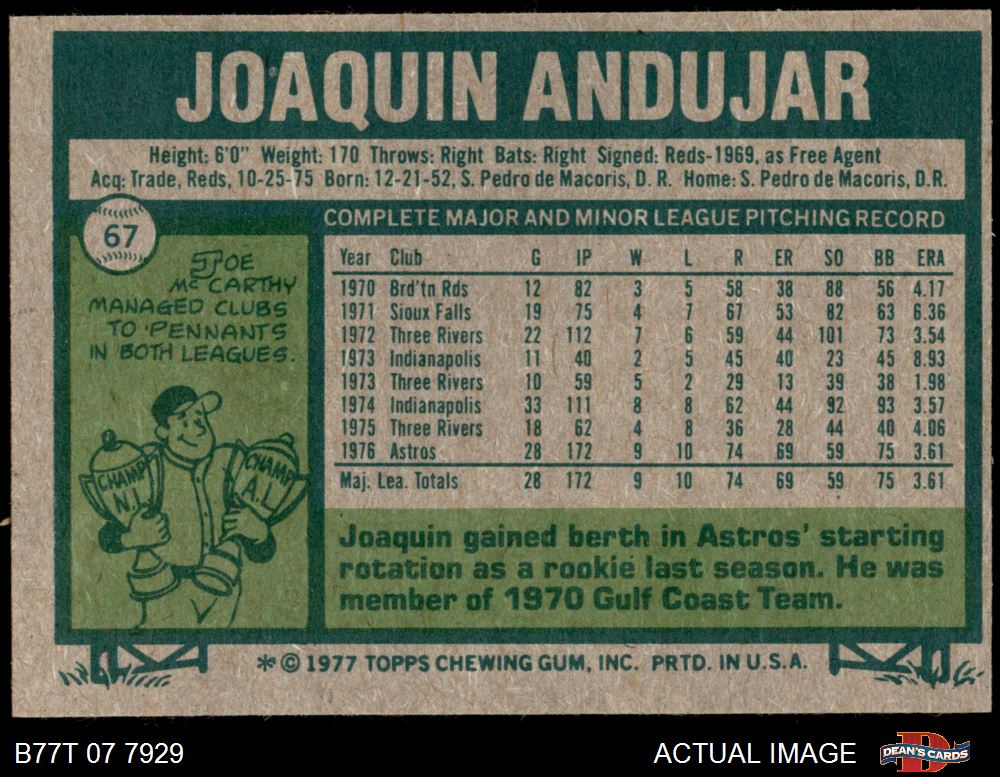 JOAQUIN ANDUJAR
Height: 6'0" Weight: 170 Throws: Right Bats: Right Signed: Reds-1969, as Free Agent
Acq: Trade, Reds, 10-25-75 Born: 12-21-52, S. Pedro de Macoris, D. R. Home: S. Pedro de Macoris, D.R.
67
JOE
McCARTHY
MANAGED CLUBS
TO PENNANTS
IN BOTH LEAGUES.
CHAMP
N.L.
CHAMP
A.L.
COMPLETE MAJOR AND MINOR LEAGUE PITCHING RECORD
Year Club G IP W L R ER SO BB ERA
1970 Brd'tn Rds 12 82 3 5 58 38 88 56 4.17
1971 Sioux Falls 19 75 4 7 67 53 82 63 6.36
1972 Three Rivers 22 112 7 6 59 44 101 73 3.54
1973 Indianapolis 11 40 2 5 45 40 23 45 8.93
1973 Three Rivers 10 59 5 2 29 13 39 38 1.98
1974 Indianapolis 33 111 8 8 62 44 92 93 3.57
1975 Three Rivers 18 62 4 8 36 28 44 40 4.06
1976 Astros 28 172 9 10 74 69 59 75 3.61
Maj. Lea. Totals 28 172 9 10 74 69 59 75 3.61
Joaquin gained berth in Astros' starting
rotation as a rookie last season. He was
member of 1970 Gulf Coast Team.
* © 1977 TOPPS CHEWING GUM, INC. PRTD. IN U.S.A.
B77T 07 7929
ACTUAL IMAGE
D
DEAN'S CARDS